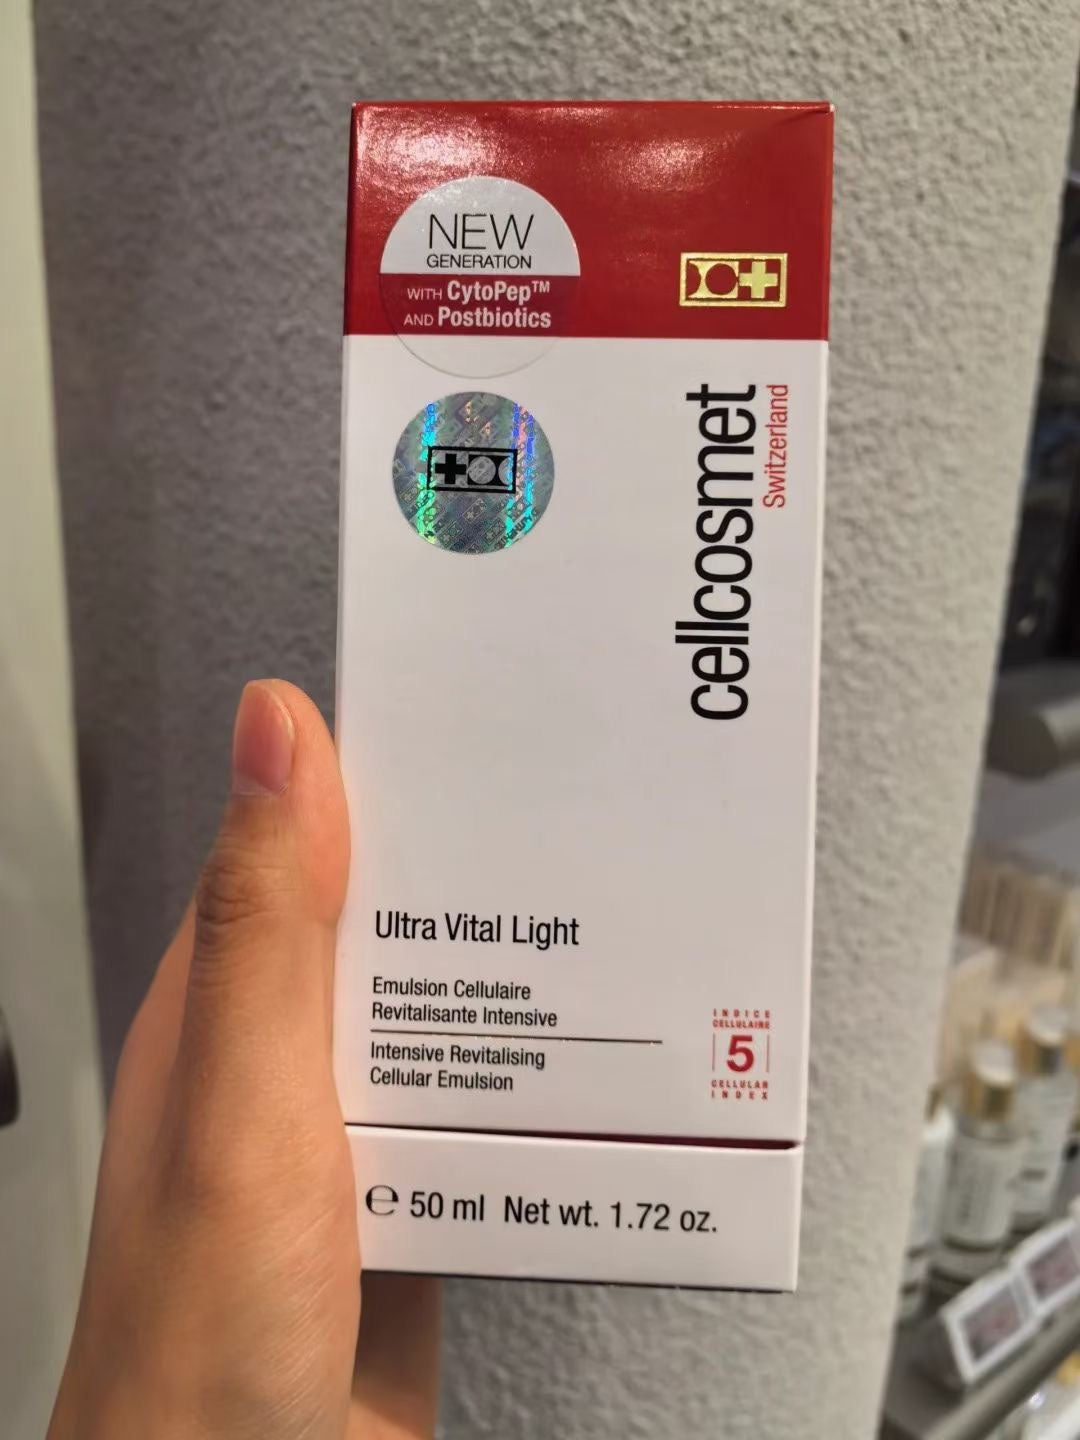 NEW
GENERATION
WITH CytoPep™
AND Postbiotics
cellcosmet
Switzerland
Ultra Vital Light
Emulsion Cellulaire
Revitalisante Intensive
Intensive Revitalising
Cellular Emulsion
INDICE
CELLULAIRE
5
CELLULAR
INDEX
℮ 50 ml Net wt. 1.72 oz.